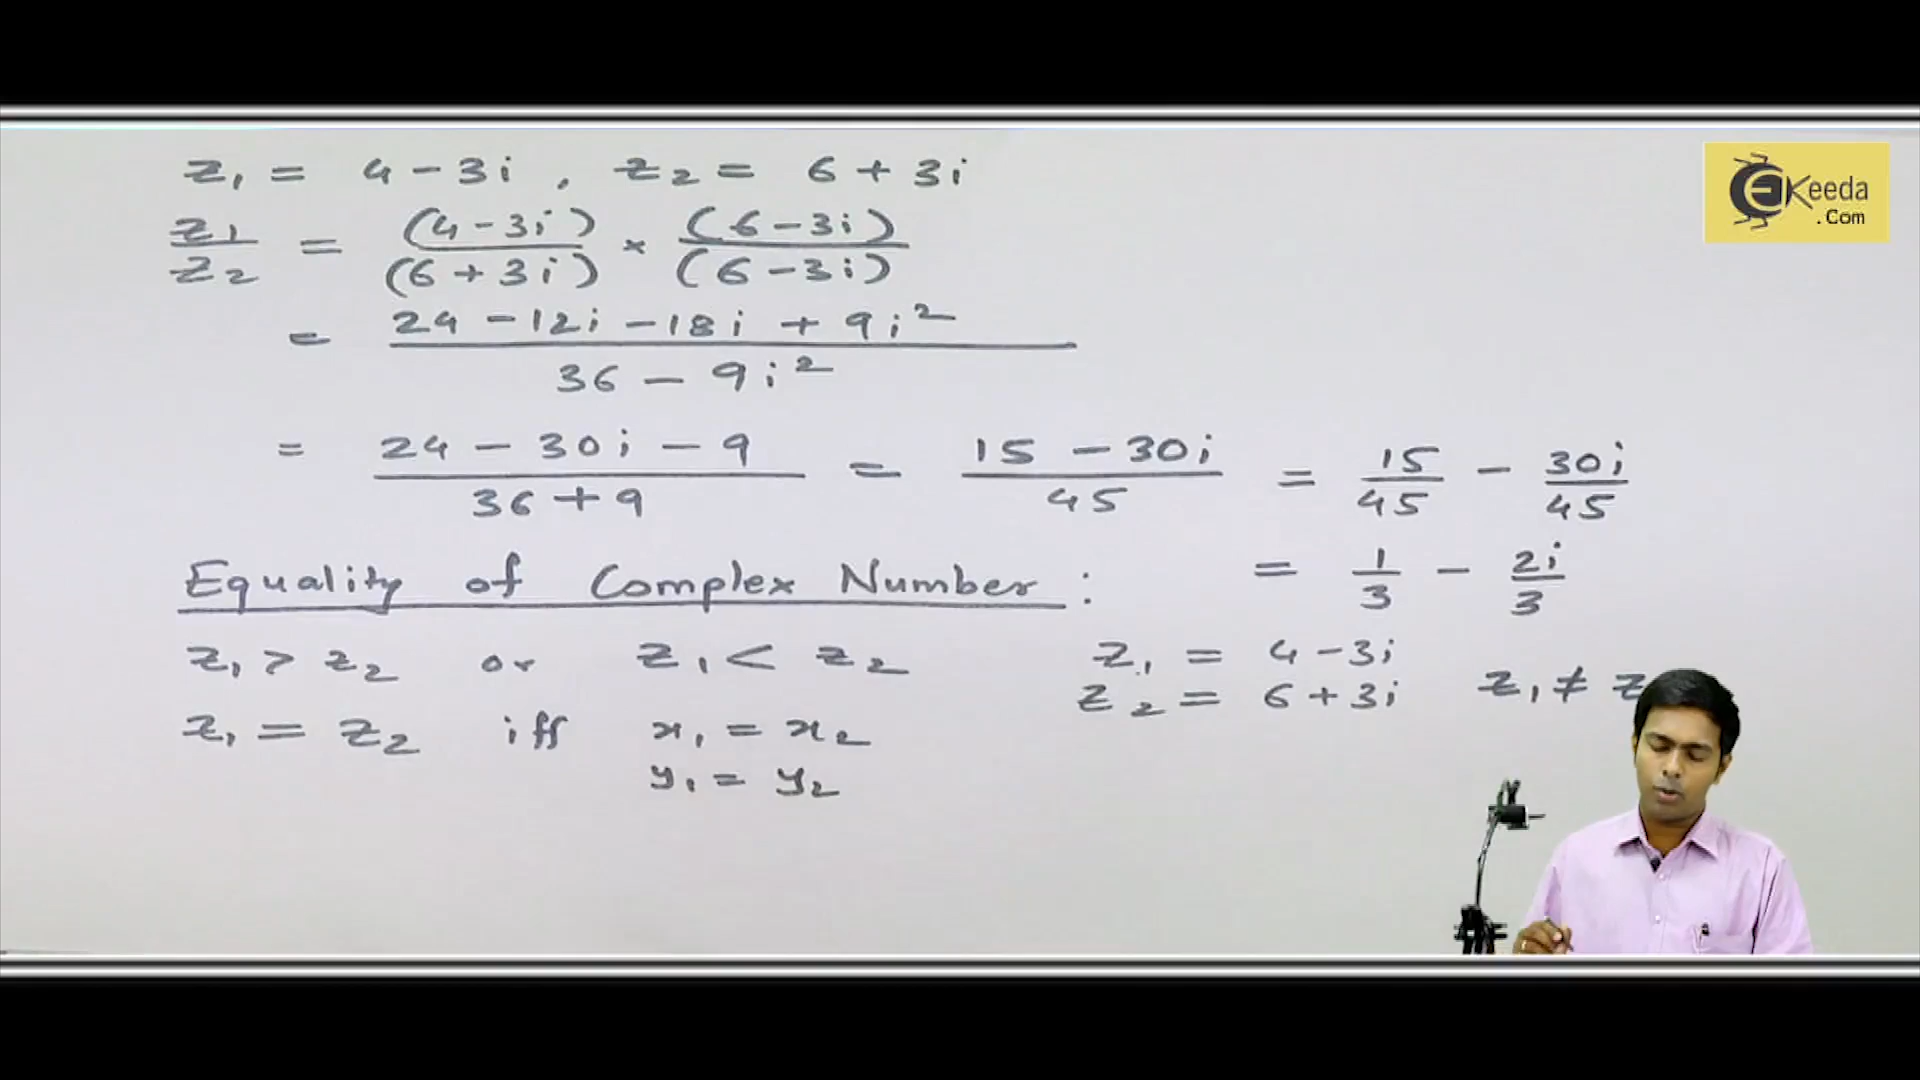 z₁ = 4 - 3i , z₂ = 6 + 3i
Ekeeda
.Com
z₁/z₂ = (4 - 3i)/(6 + 3i) × (6 - 3i)/(6 - 3i)
= (24 - 12i - 18i + 9i²)/(36 - 9i²)
= (24 - 30i - 9)/(36 + 9) = (15 - 30i)/45 = 15/45 - 30i/45
= 1/3 - 2i/3
Equality of Complex Number :
z₁ > z₂ or z₁ < z₂
z₁ = z₂ iff x₁ = x₂
y₁ = y₂
z₁ = 4 - 3i
z₂ = 6 + 3i z₁ ≠ z